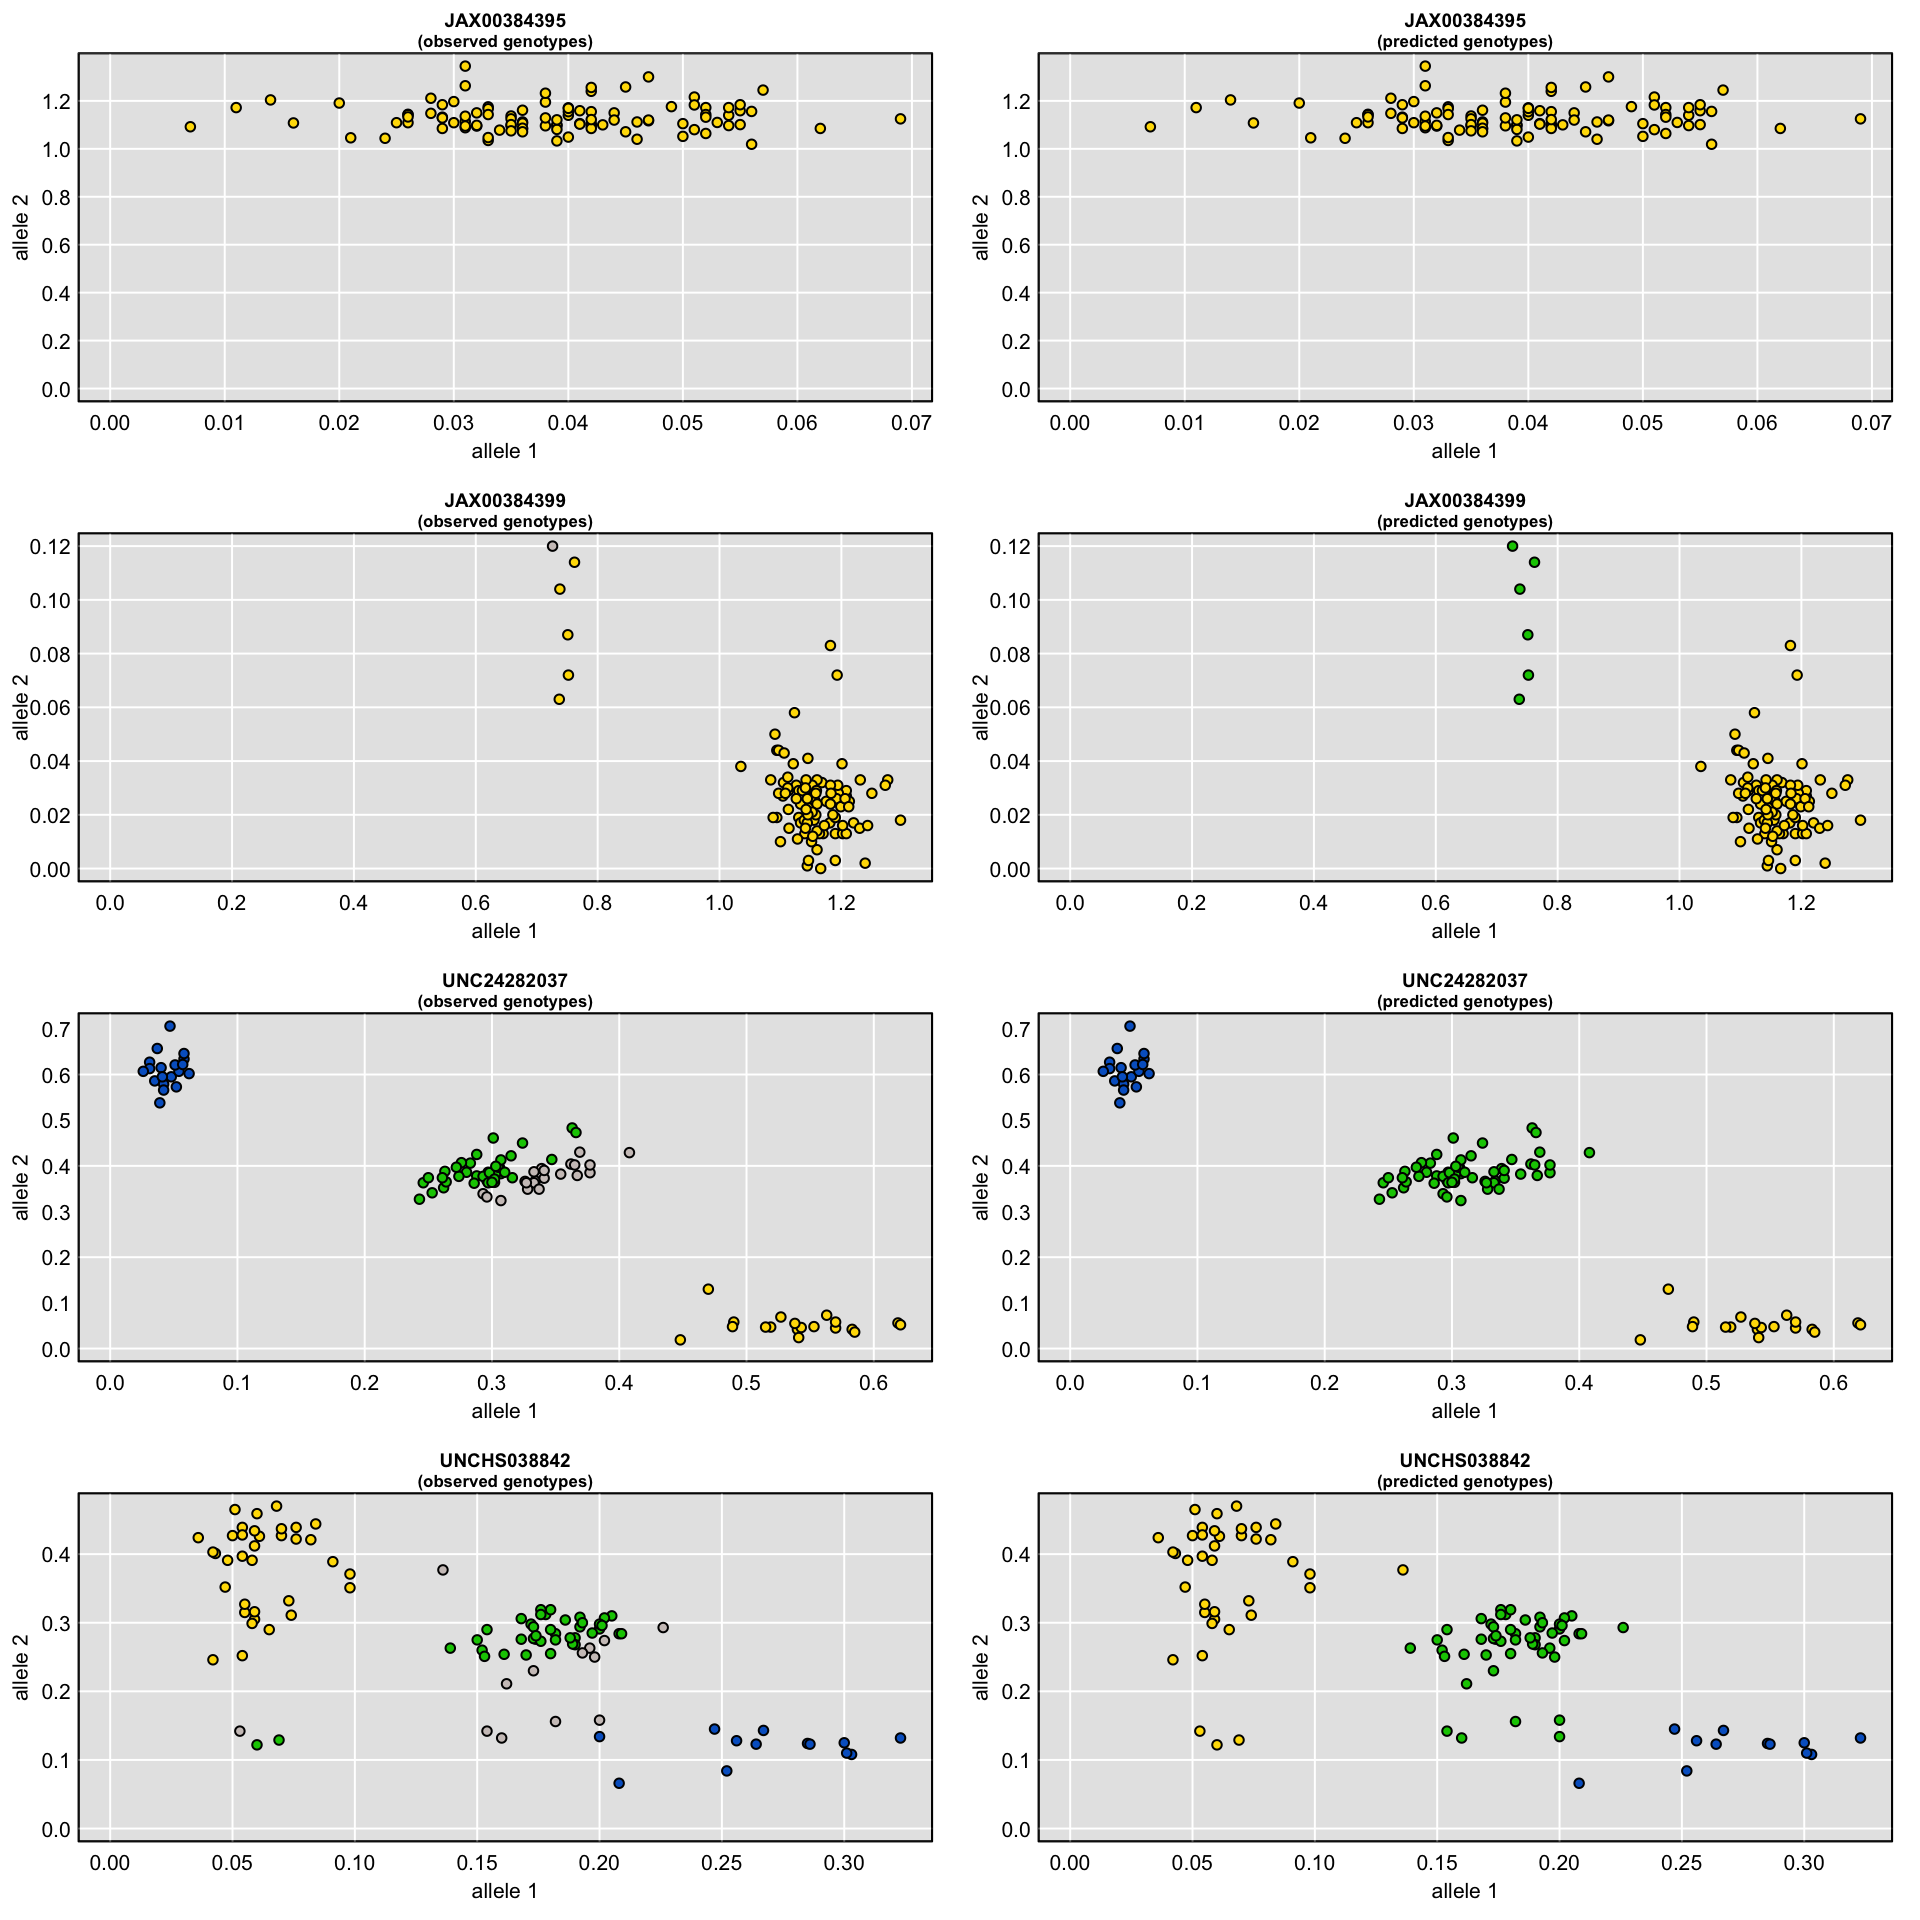 JAX00384395
(observed genotypes)
allele 2
1.2
1.0
0.8
0.6
0.4
0.2
0.0
0.00 0.01 0.02 0.03 0.04 0.05 0.06 0.07
allele 1
JAX00384395
(predicted genotypes)
allele 2
1.2
1.0
0.8
0.6
0.4
0.2
0.0
0.00 0.01 0.02 0.03 0.04 0.05 0.06 0.07
allele 1
JAX00384399
(observed genotypes)
allele 2
0.12
0.10
0.08
0.06
0.04
0.02
0.00
0.0 0.2 0.4 0.6 0.8 1.0 1.2
allele 1
JAX00384399
(predicted genotypes)
allele 2
0.12
0.10
0.08
0.06
0.04
0.02
0.00
0.0 0.2 0.4 0.6 0.8 1.0 1.2
allele 1
UNC24282037
(observed genotypes)
allele 2
0.7
0.6
0.5
0.4
0.3
0.2
0.1
0.0
0.0 0.1 0.2 0.3 0.4 0.5 0.6
allele 1
UNC24282037
(predicted genotypes)
allele 2
0.7
0.6
0.5
0.4
0.3
0.2
0.1
0.0
0.0 0.1 0.2 0.3 0.4 0.5 0.6
allele 1
UNCHS038842
(observed genotypes)
allele 2
0.4
0.3
0.2
0.1
0.0
0.00 0.05 0.10 0.15 0.20 0.25 0.30
allele 1
UNCHS038842
(predicted genotypes)
allele 2
0.4
0.3
0.2
0.1
0.0
0.00 0.05 0.10 0.15 0.20 0.25 0.30
allele 1